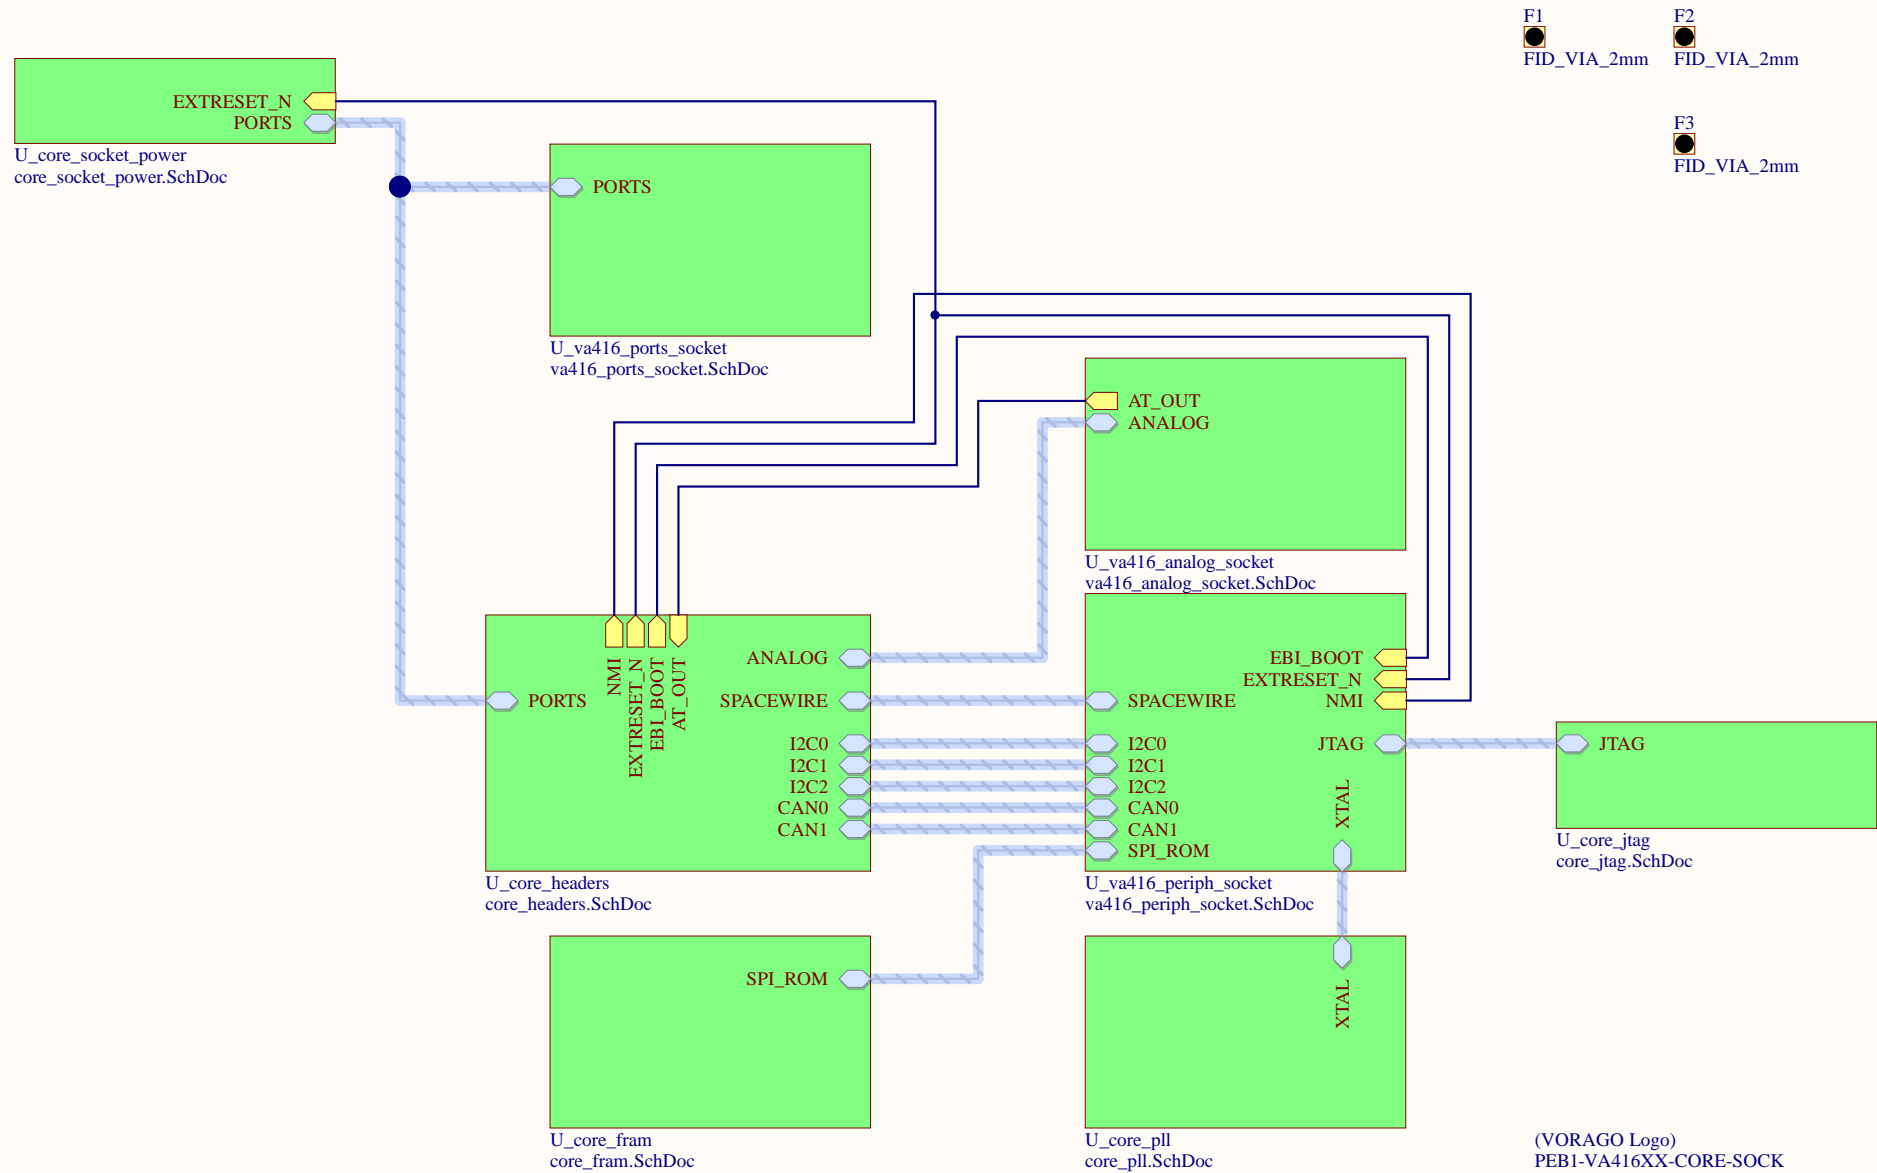 F1
FID_VIA_2mm
F2
FID_VIA_2mm
F3
FID_VIA_2mm
EXTRESET_N
PORTS
U_core_socket_power
core_socket_power.SchDoc
PORTS
U_va416_ports_socket
va416_ports_socket.SchDoc
AT_OUT
ANALOG
U_va416_analog_socket
va416_analog_socket.SchDoc
NMI
EXTRESET_N
EBI_BOOT
AT_OUT
PORTS
ANALOG
SPACEWIRE
I2C0
I2C1
I2C2
CAN0
CAN1
U_core_headers
core_headers.SchDoc
EBI_BOOT
EXTRESET_N
NMI
JTAG
SPACEWIRE
I2C0
I2C1
I2C2
CAN0
CAN1
SPI_ROM
XTAL
U_va416_periph_socket
va416_periph_socket.SchDoc
JTAG
U_core_jtag
core_jtag.SchDoc
SPI_ROM
U_core_fram
core_fram.SchDoc
XTAL
U_core_pll
core_pll.SchDoc
(VORAGO Logo)
PEB1-VA416XX-CORE-SOCK